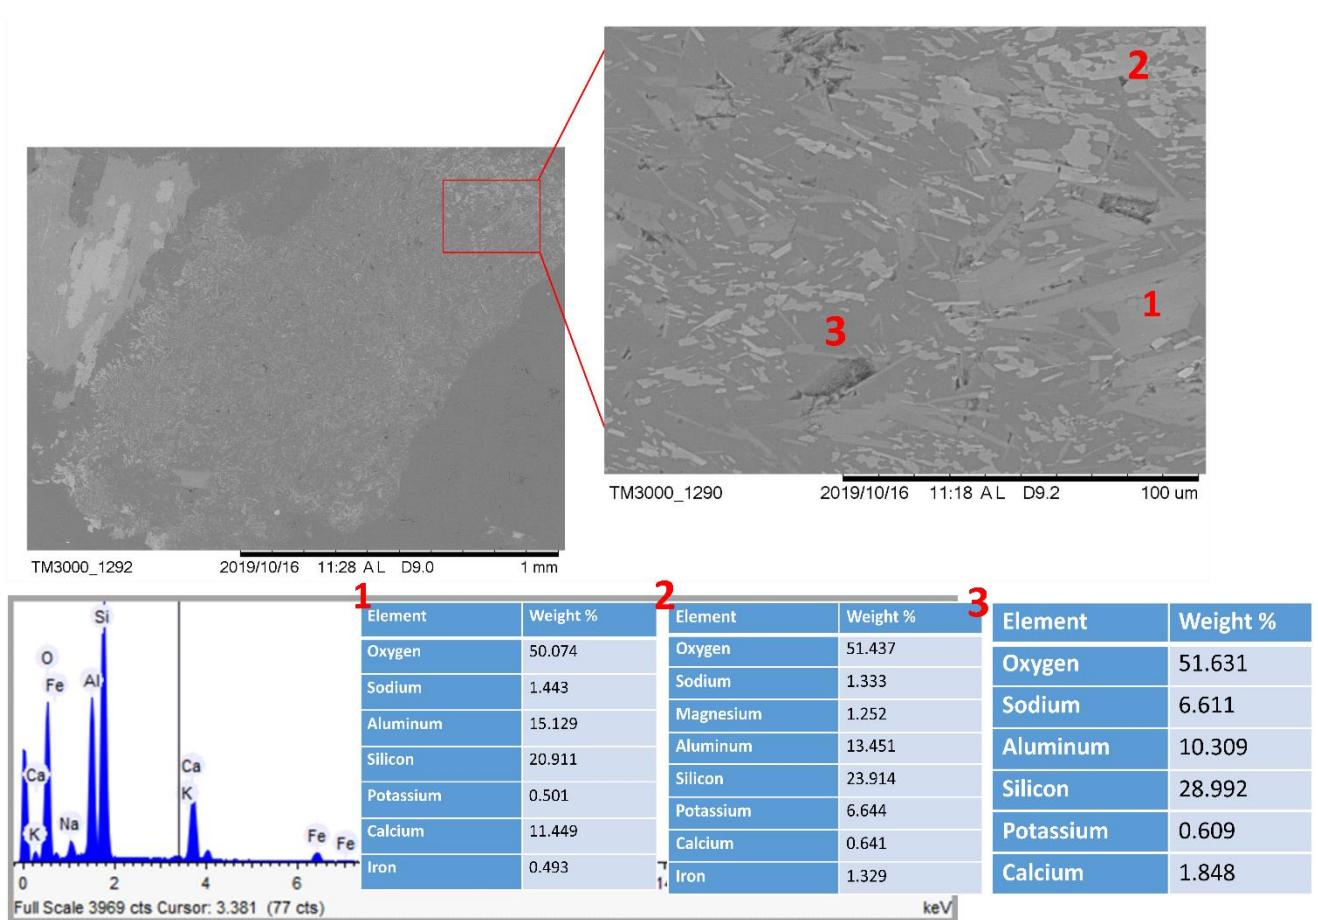 2
1
3
TM3000_1290 2019/10/16 11:18 A L D9.2 100 um
TM3000_1292 2019/10/16 11:28 A L D9.0 1 mm
1
Element Weight %
Oxygen 50.074
Sodium 1.443
Aluminum 15.129
Silicon 20.911
Potassium 0.501
Calcium 11.449
Iron 0.493
2
Element Weight %
Oxygen 51.437
Sodium 1.333
Magnesium 1.252
Aluminum 13.451
Silicon 23.914
Potassium 6.644
Calcium 0.641
Iron 1.329
3
Element Weight %
Oxygen 51.631
Sodium 6.611
Aluminum 10.309
Silicon 28.992
Potassium 0.609
Calcium 1.848
Si
O
Fe Al
Ca Ca
K
K Na Fe Fe
0 2 4 6
Full Scale 3969 cts Cursor: 3.381 (77 cts) keV